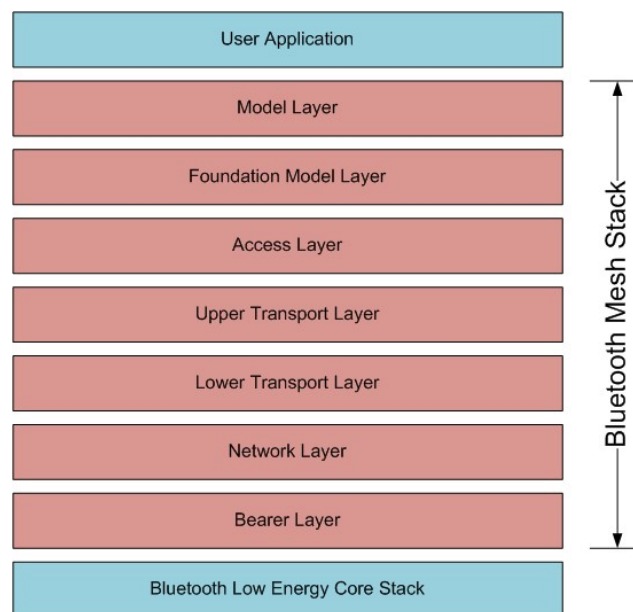 User Application
Model Layer
Foundation Model Layer
Access Layer
Upper Transport Layer
Lower Transport Layer
Network Layer
Bearer Layer
Bluetooth Low Energy Core Stack
Bluetooth Mesh Stack